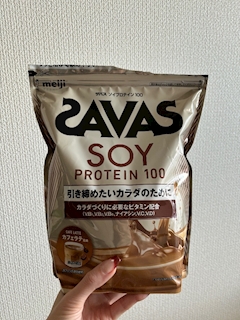 meiji
ザバス ソイプロテイン100
SAVAS
SOY
PROTEIN 100
引き締めたいカラダのために
カラダづくりに必要なビタミン配合
CAFE LATTE
カフェラテ風味